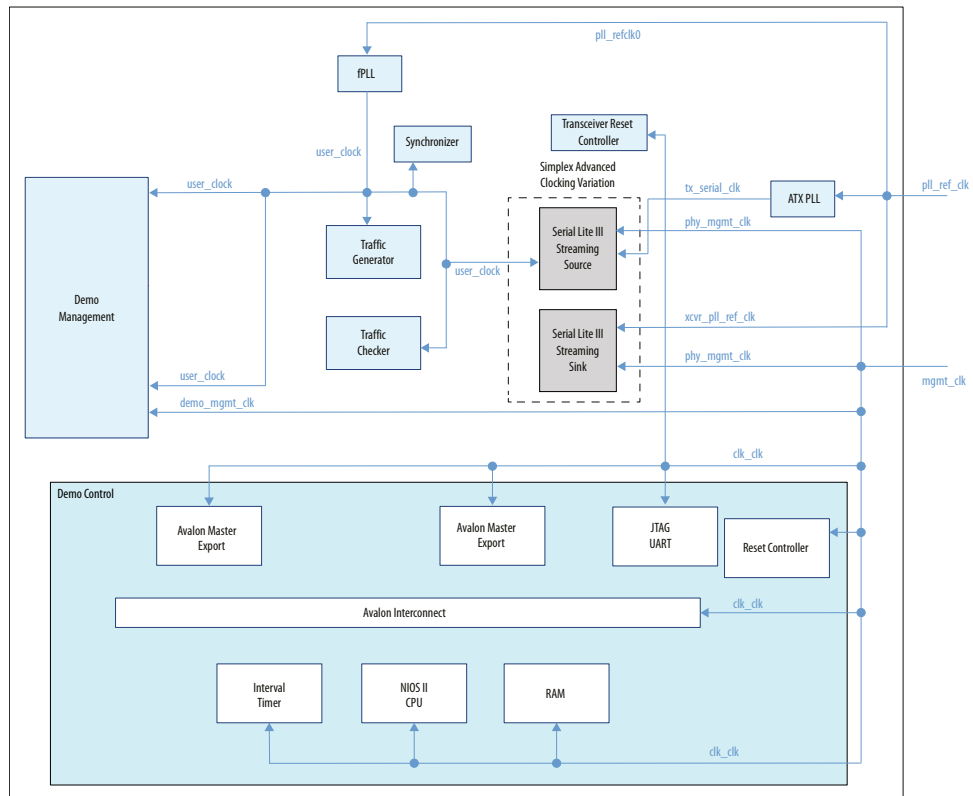 pll_refclk0
fPLL
Transceiver Reset
Controller
Synchronizer
user_clock
Simplex Advanced
Clocking Variation
user_clock
tx_serial_clk
ATX PLL
pll_ref_clk
phy_mgmt_clk
Serial Lite III
Streaming
Source
Traffic
Generator
user_clock
Demo
Management
xcvr_pll_ref_clk
Traffic
Checker
Serial Lite III
Streaming
Sink
phy_mgmt_clk
mgmt_clk
user_clock
demo_mgmt_clk
clk_clk
Demo Control
Avalon Master
Export
Avalon Master
Export
JTAG
UART
Reset Controller
Avalon Interconnect
clk_clk
Interval
Timer
NIOS II
CPU
RAM
clk_clk